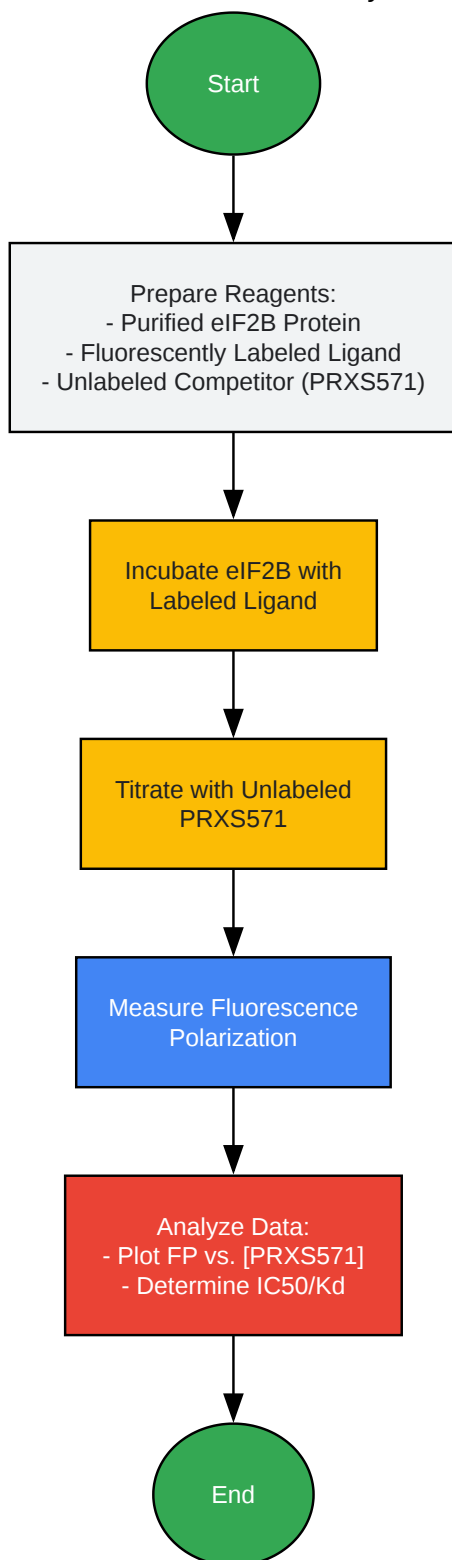 Start
Prepare Reagents:
- Purified eIF2B Protein
- Fluorescently Labeled Ligand
- Unlabeled Competitor (PRXS571)
Incubate eIF2B with
Labeled Ligand
Titrate with Unlabeled
PRXS571
Measure Fluorescence
Polarization
Analyze Data:
- Plot FP vs. [PRXS571]
- Determine IC50/Kd
End